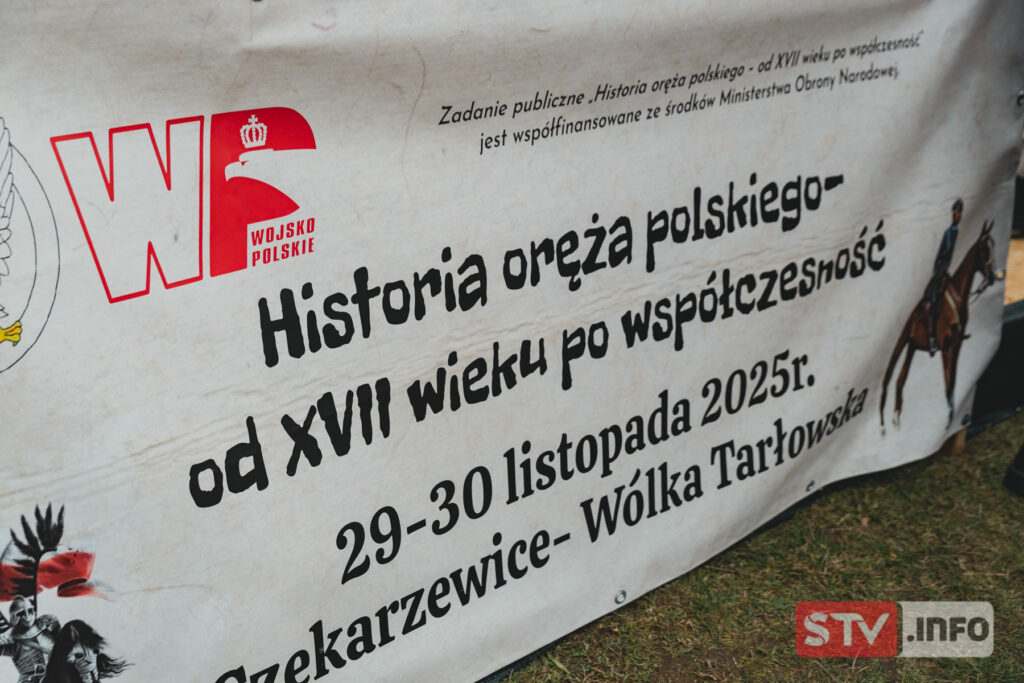 Zadanie publiczne „Historia oręża polskiego - od XVII wieku po współczesność”
jest współfinansowane ze środków Ministerstwa Obrony Narodowej.
WP
WOJSKO
POLSKIE
Historia oręża polskiego-
od XVII wieku po współczesność
29-30 listopada 2025r.
Czekarzewice- Wólka Tarłowska
STV.INFO